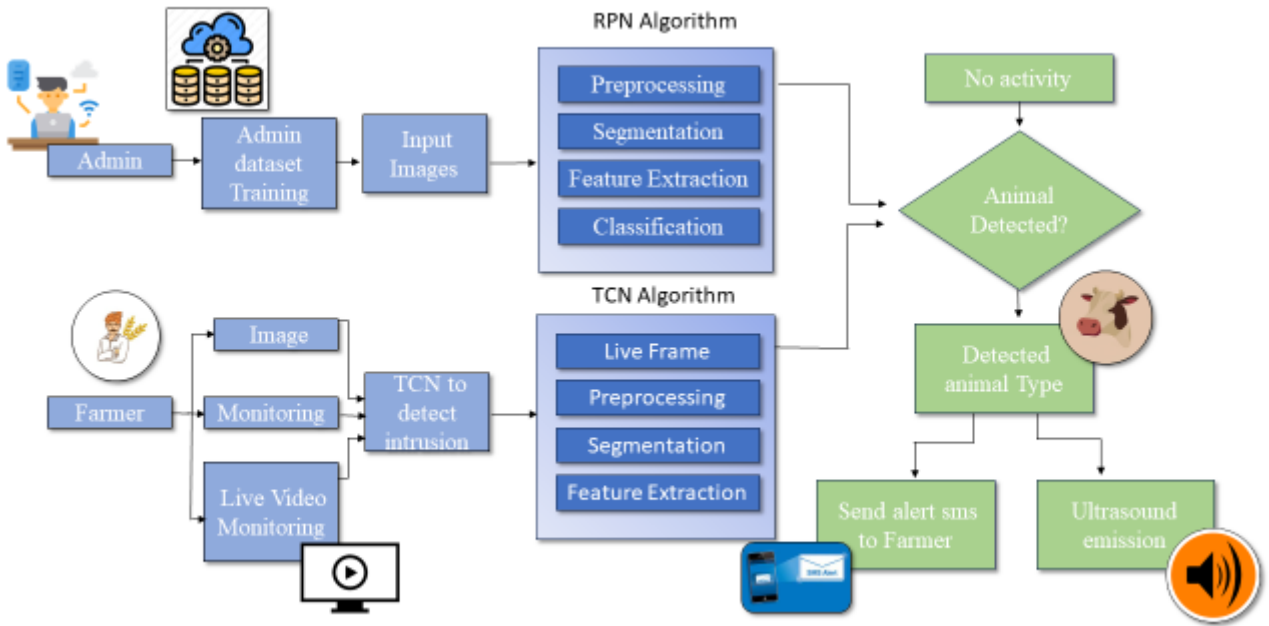 RPN Algorithm
Preprocessing
Segmentation
Feature Extraction
Classification
Admin
Admin
dataset
Training
Input
Images
No activity
Animal
Detected?
TCN Algorithm
Live Frame
Preprocessing
Segmentation
Feature Extraction
Farmer
Image
Monitoring
Live Video
Monitoring
TCN to
detect
intrusion
Detected
animal Type
Send alert sms
to Farmer
Ultrasound
emission
SMS Alert